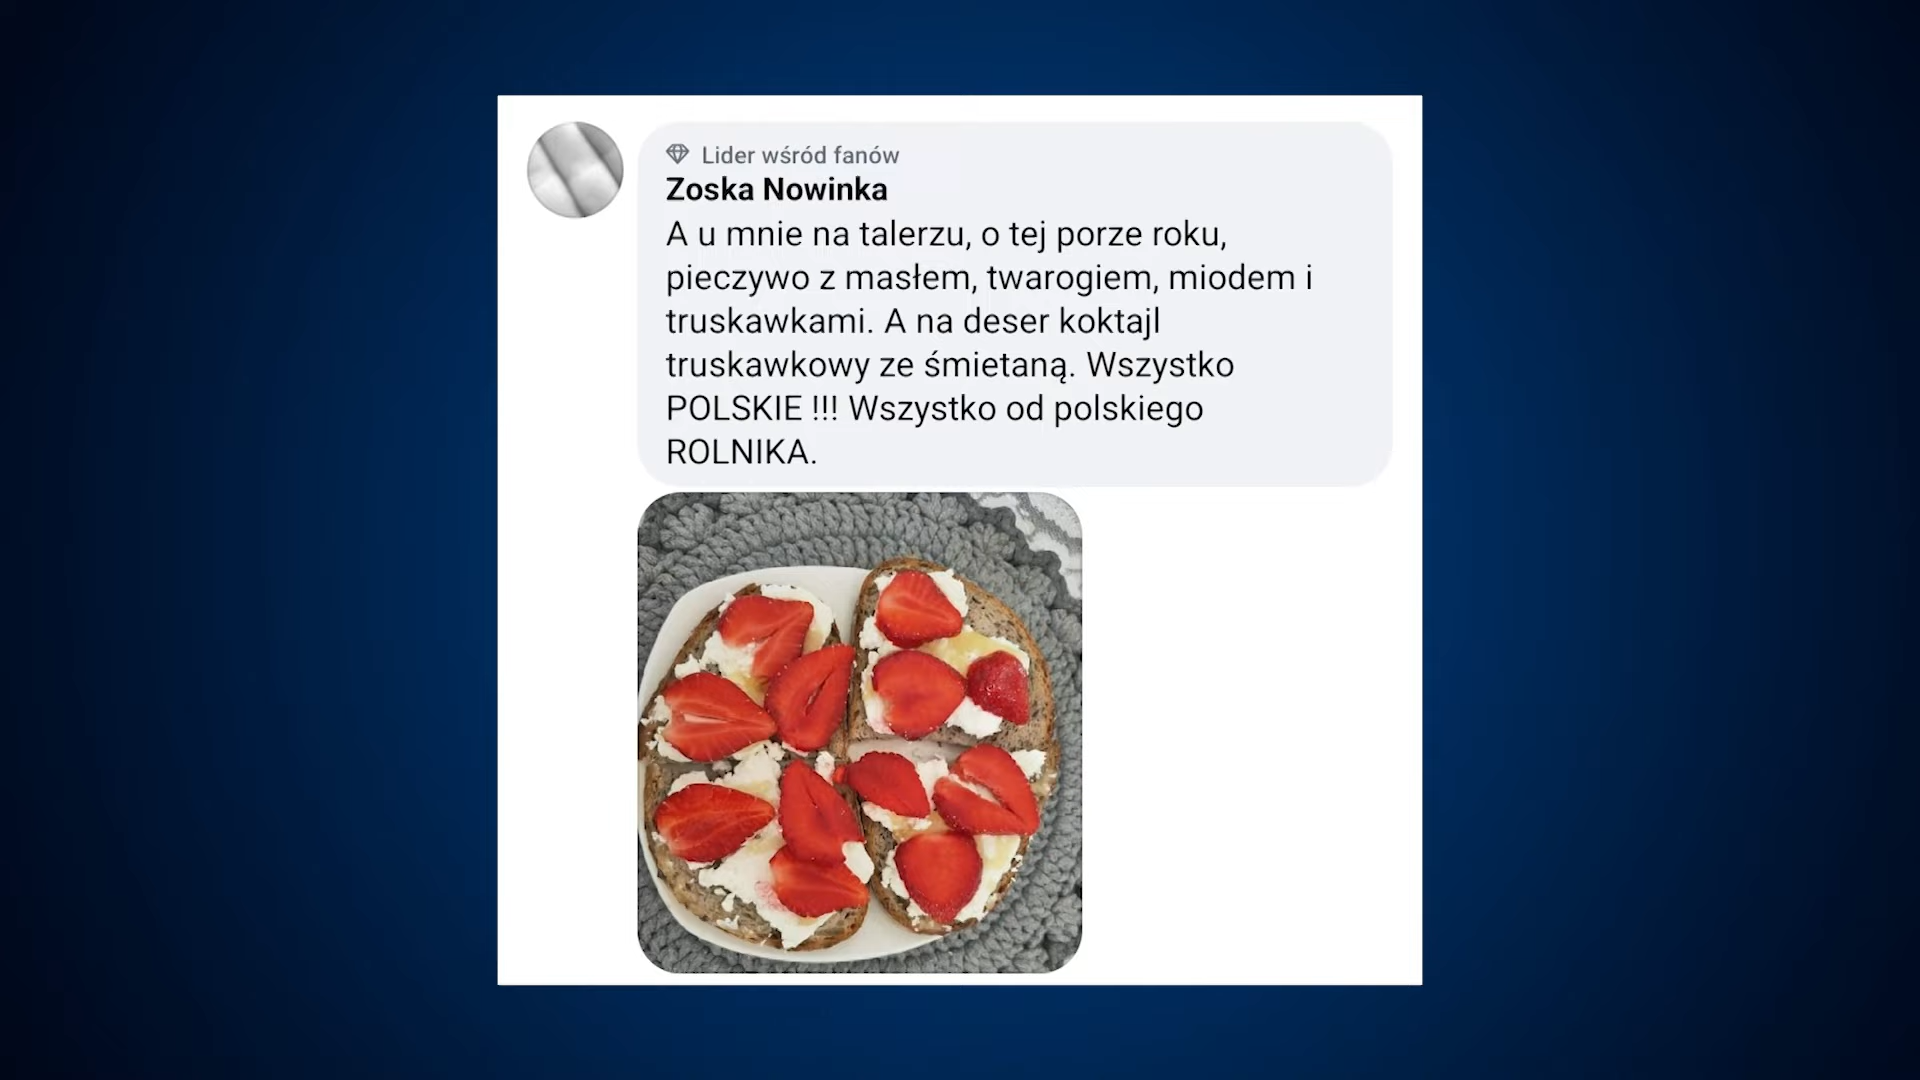 Lider wśród fanów
Zoska Nowinka
A u mnie na talerzu, o tej porze roku,
pieczywo z masłem, twarogiem, miodem i
truskawkami. A na deser koktajl
truskawkowy ze śmietaną. Wszystko
POLSKIE !!! Wszystko od polskiego
ROLNIKA.